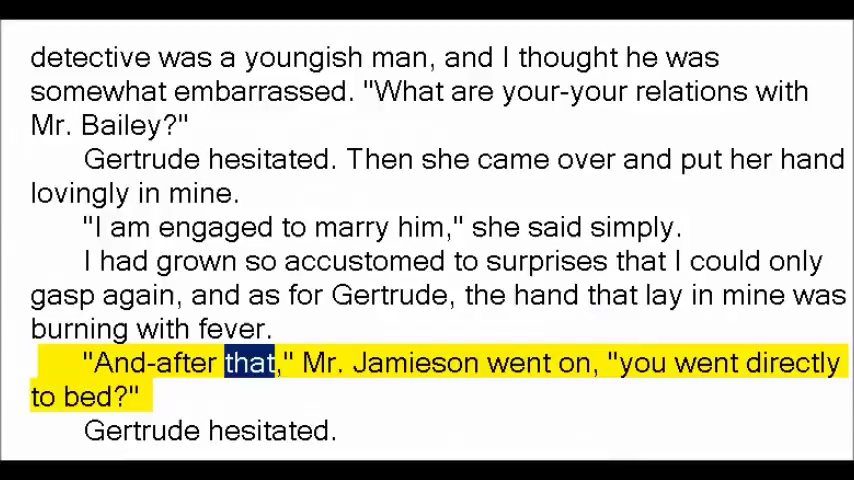 detective was a youngish man, and I thought he was
somewhat embarrassed. "What are your-your relations with
Mr. Bailey?"
Gertrude hesitated. Then she came over and put her hand
lovingly in mine.
"I am engaged to marry him," she said simply.
I had grown so accustomed to surprises that I could only
gasp again, and as for Gertrude, the hand that lay in mine was
burning with fever.
"And-after that," Mr. Jamieson went on, "you went directly
to bed?"
Gertrude hesitated.